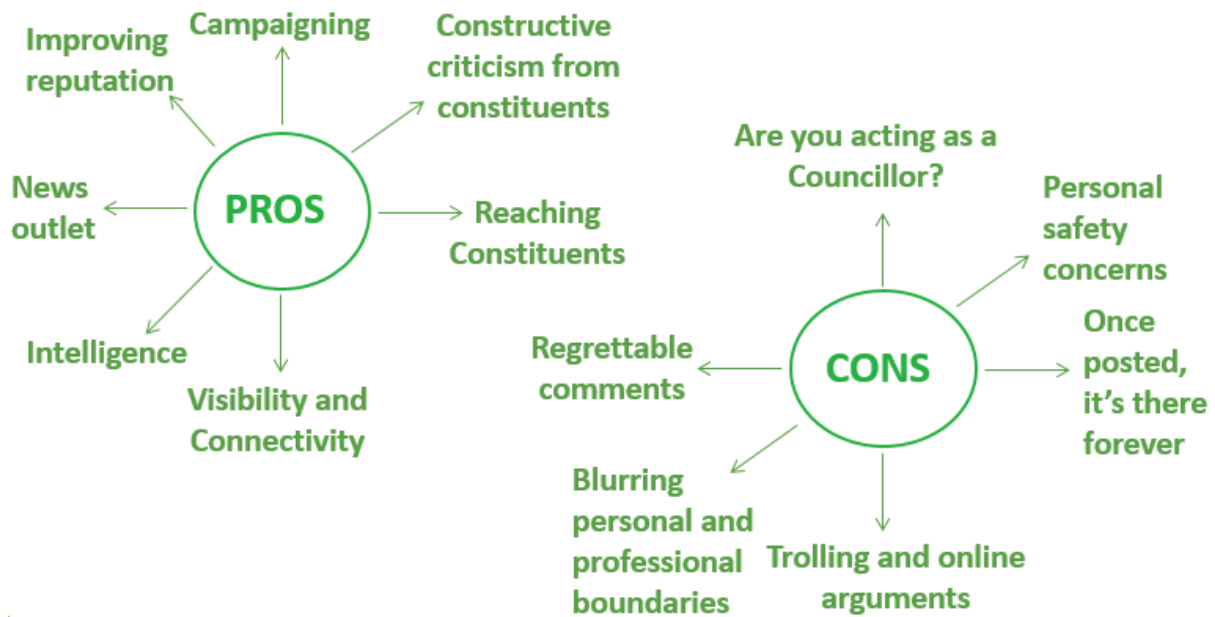 Campaigning
Improving
reputation
Constructive
criticism from
constituents
News
outlet
PROS
Reaching
Constituents
Intelligence
Visibility and
Connectivity
Are you acting as a
Councillor?
Personal
safety
concerns
Regrettable
comments
CONS
Once
posted,
it’s there
forever
Blurring
personal and
professional
boundaries
Trolling and online
arguments